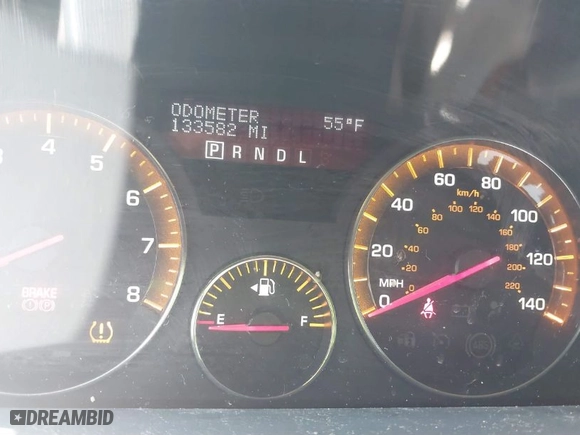 ODOMETER
133582 MI
55°F
P R N D L
5
6
7
8
BRAKE
E F
0 20 40 60 80 100 120 140
km/h
0 20 40 60 80 100 120 140 160 180 200 220
MPH
DREAMBID